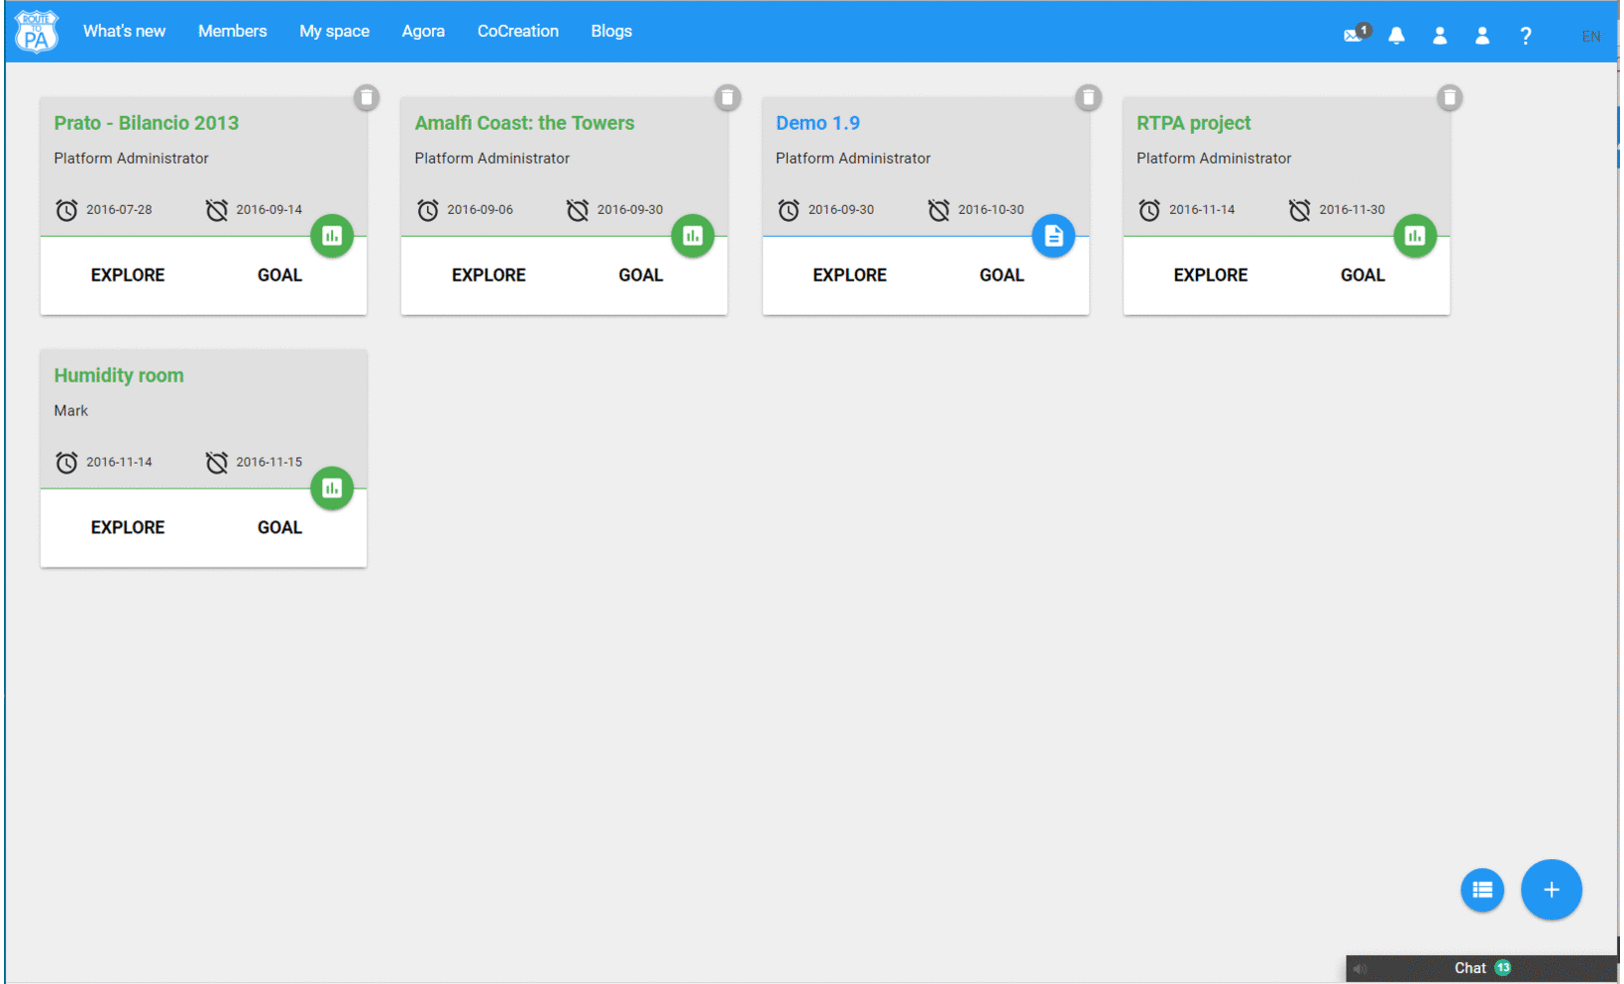 ROUTE
TO
PA
What's new Members My space Agora CoCreation Blogs
1
? EN
Prato - Bilancio 2013
Platform Administrator
2016-07-28 2016-09-14
EXPLORE GOAL
Amalfi Coast: the Towers
Platform Administrator
2016-09-06 2016-09-30
EXPLORE GOAL
Demo 1.9
Platform Administrator
2016-09-30 2016-10-30
EXPLORE GOAL
RTPA project
Platform Administrator
2016-11-14 2016-11-30
EXPLORE GOAL
Humidity room
Mark
2016-11-14 2016-11-15
EXPLORE GOAL
+
Chat 13